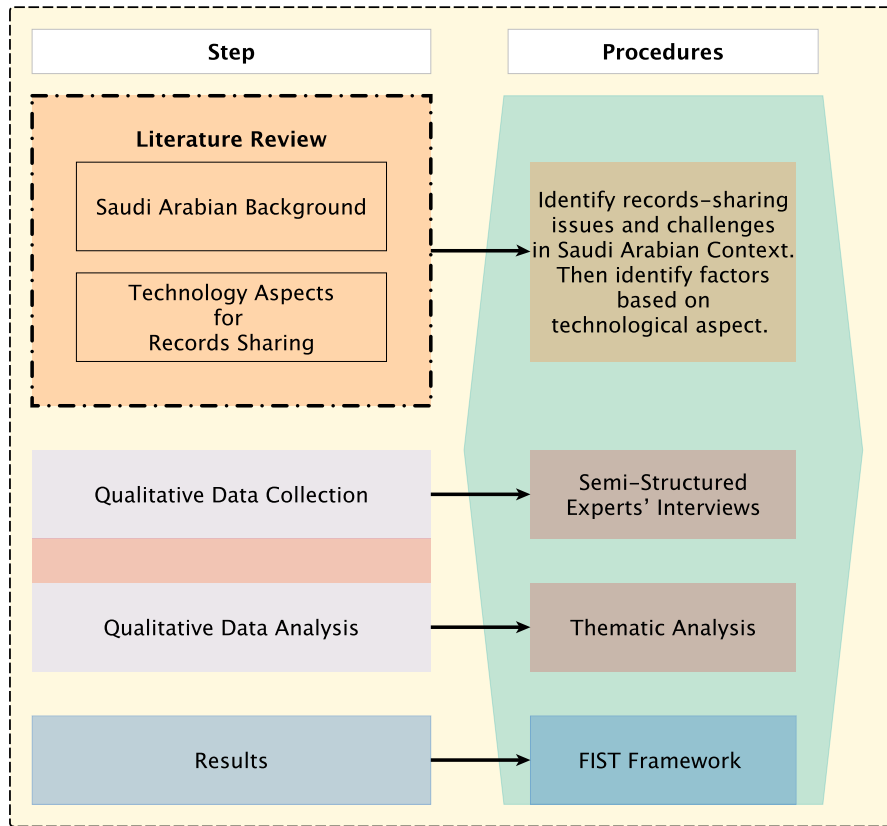 Step
Procedures
Literature Review
Saudi Arabian Background
Technology Aspects
for
Records Sharing
Identify records-sharing
issues and challenges
in Saudi Arabian Context.
Then identify factors
based on
technological aspect.
Qualitative Data Collection
Semi-Structured
Experts’ Interviews
Qualitative Data Analysis
Thematic Analysis
Results
FIST Framework